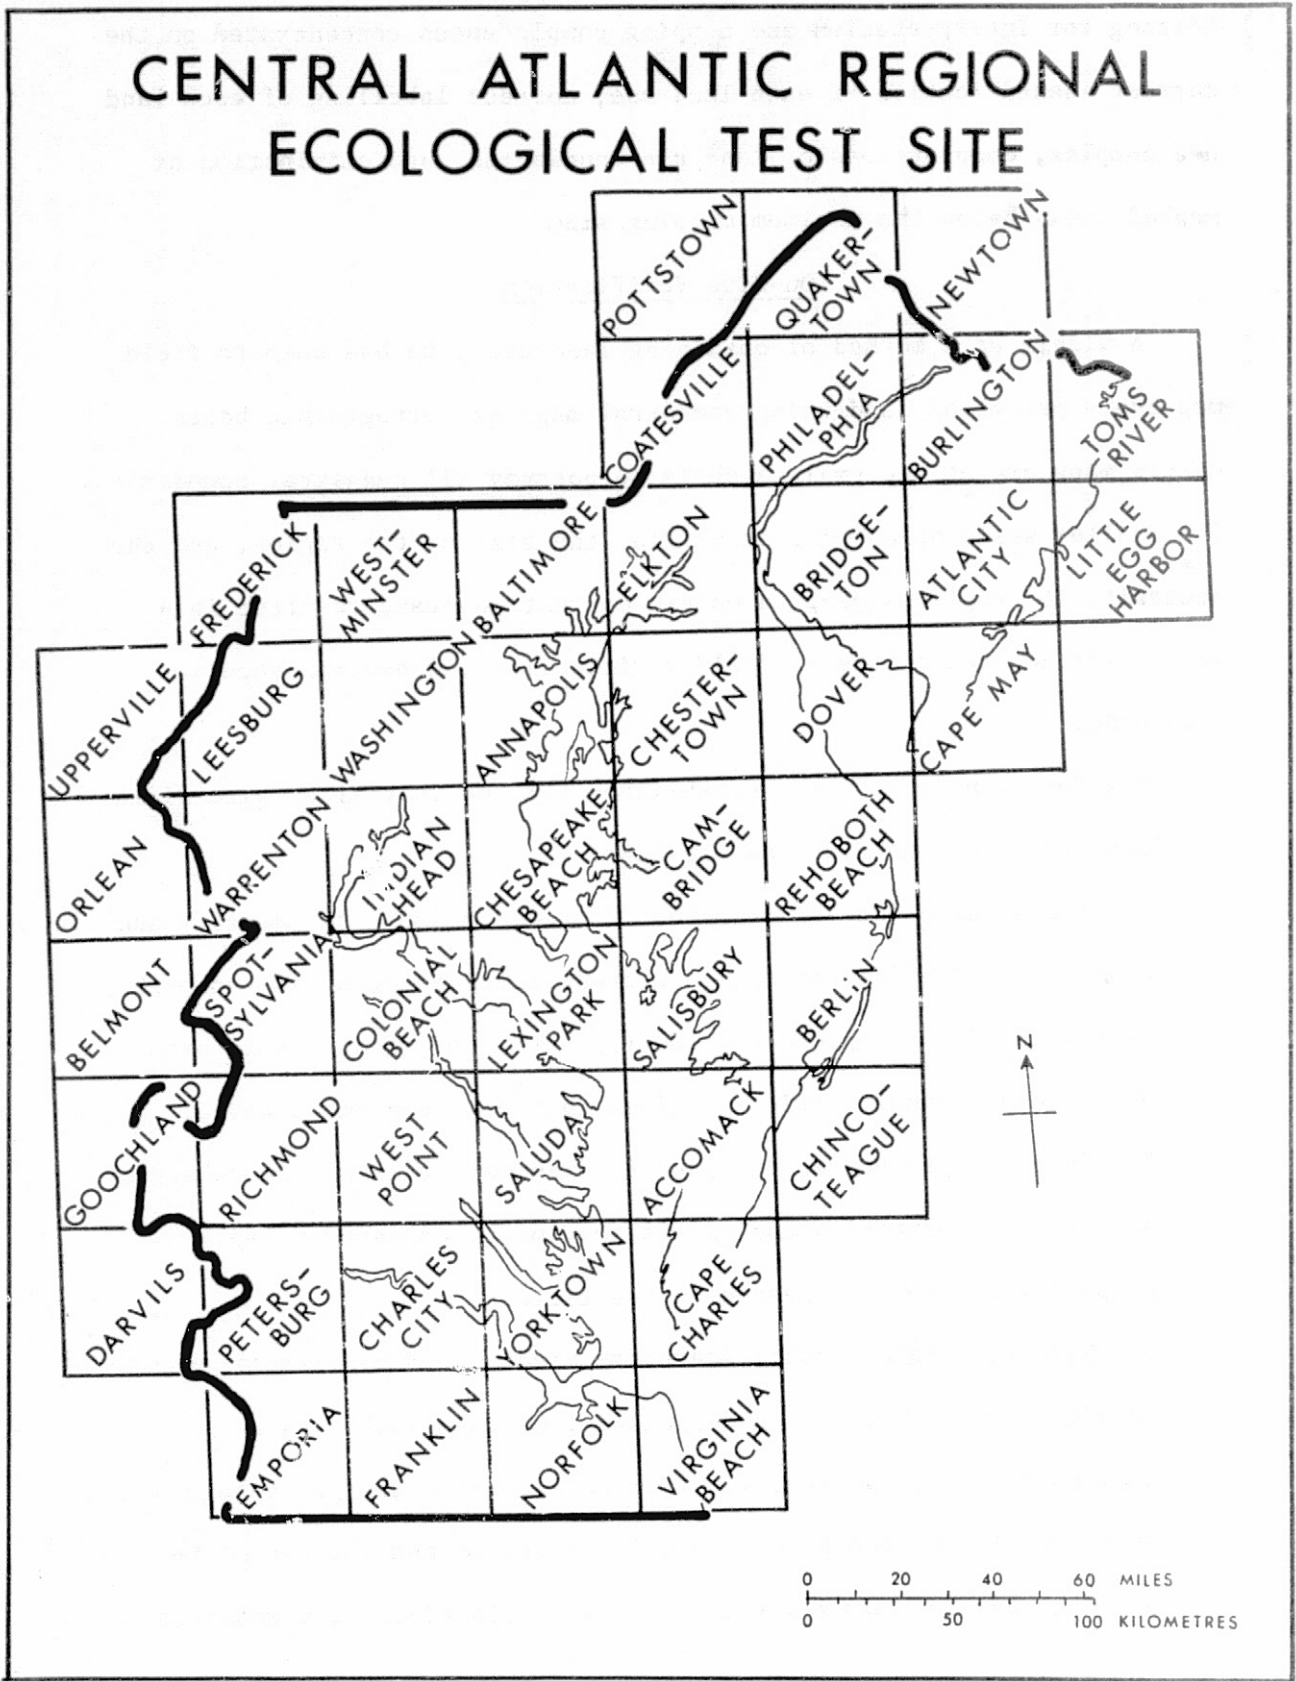 CENTRAL ATLANTIC REGIONAL
ECOLOGICAL TEST SITE
POTTSTOWN
QUAKER-
TOWN
NEWTOWN
COATESVILLE
PHILADEL-
PHIA
BURLINGTON
TOMS
RIVER
FREDERICK
WEST-
MINSTER
BALTIMORE
ELKTON
BRIDGE-
TON
ATLANTIC
CITY
LITTLE
EGG
HARBOR
UPPERVILLE
LEESBURG
WASHINGTON
ANNAPOLIS
CHESTER-
TOWN
DOVER
CAPE MAY
ORLEAN
WARRENTON
INDIAN
HEAD
CHESAPEAKE
BEACH
CAM-
BRIDGE
REHOBOTH
BEACH
BELMONT
SPOT-
SYLVANIA
COLONIAL
BEACH
LEXINGTON
PARK
SALISBURY
BERLIN
N
GOOCHLAND
RICHMOND
WEST
POINT
SALUDA
ACCOMACK
CHINCO-
TEAGUE
DARVILS
PETERS-
BURG
CHARLES
CITY
YORKTOWN
CAPE
CHARLES
EMPORIA
FRANKLIN
NORFOLK
VIRGINIA
BEACH
0 20 40 60 MILES
0 50 100 KILOMETRES